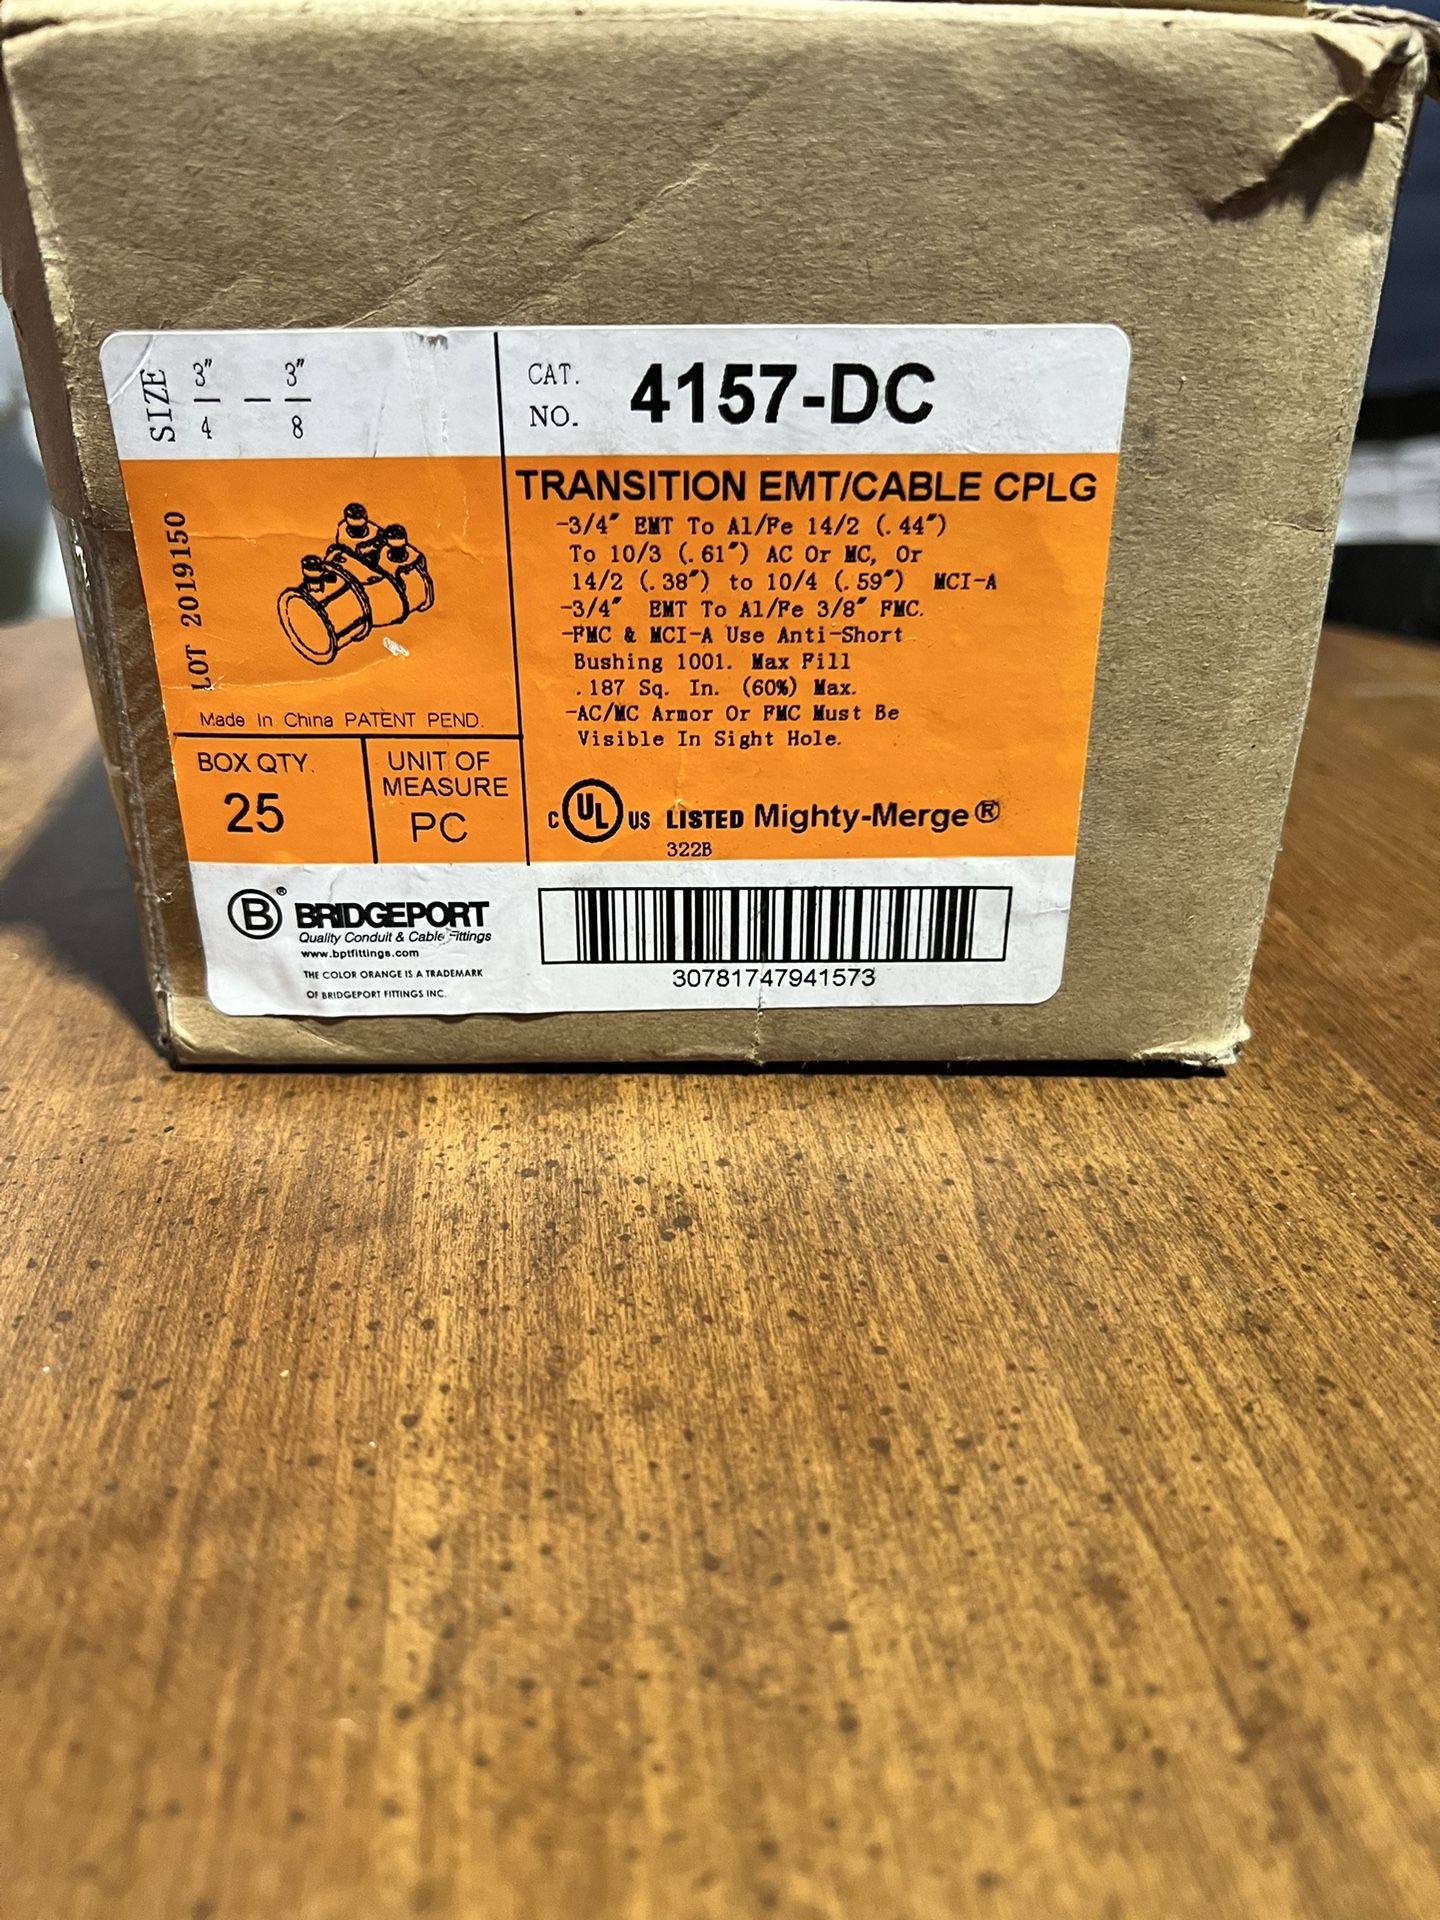 SIZE 3" 3"
4 — 8
CAT. NO. 4157-DC
LOT 2019150
Made In China PATENT PEND.
BOX QTY.
25
UNIT OF
MEASURE
PC
TRANSITION EMT/CABLE CPLG
-3/4" EMT To Al/Fe 14/2 (.44")
To 10/3 (.61") AC Or MC, Or
14/2 (.38") to 10/4 (.59") MCI-A
-3/4" EMT To Al/Fe 3/8" FMC.
-FMC & MCI-A Use Anti-Short
Bushing 1001. Max Fill
.187 Sq. In. (60%) Max.
-AC/MC Armor Or FMC Must Be
Visible In Sight Hole.
C UL US LISTED Mighty-Merge®
322B
B® BRIDGEPORT
Quality Conduit & Cable Fittings
www.bptfittings.com
THE COLOR ORANGE IS A TRADEMARK
OF BRIDGEPORT FITTINGS INC.
30781747941573